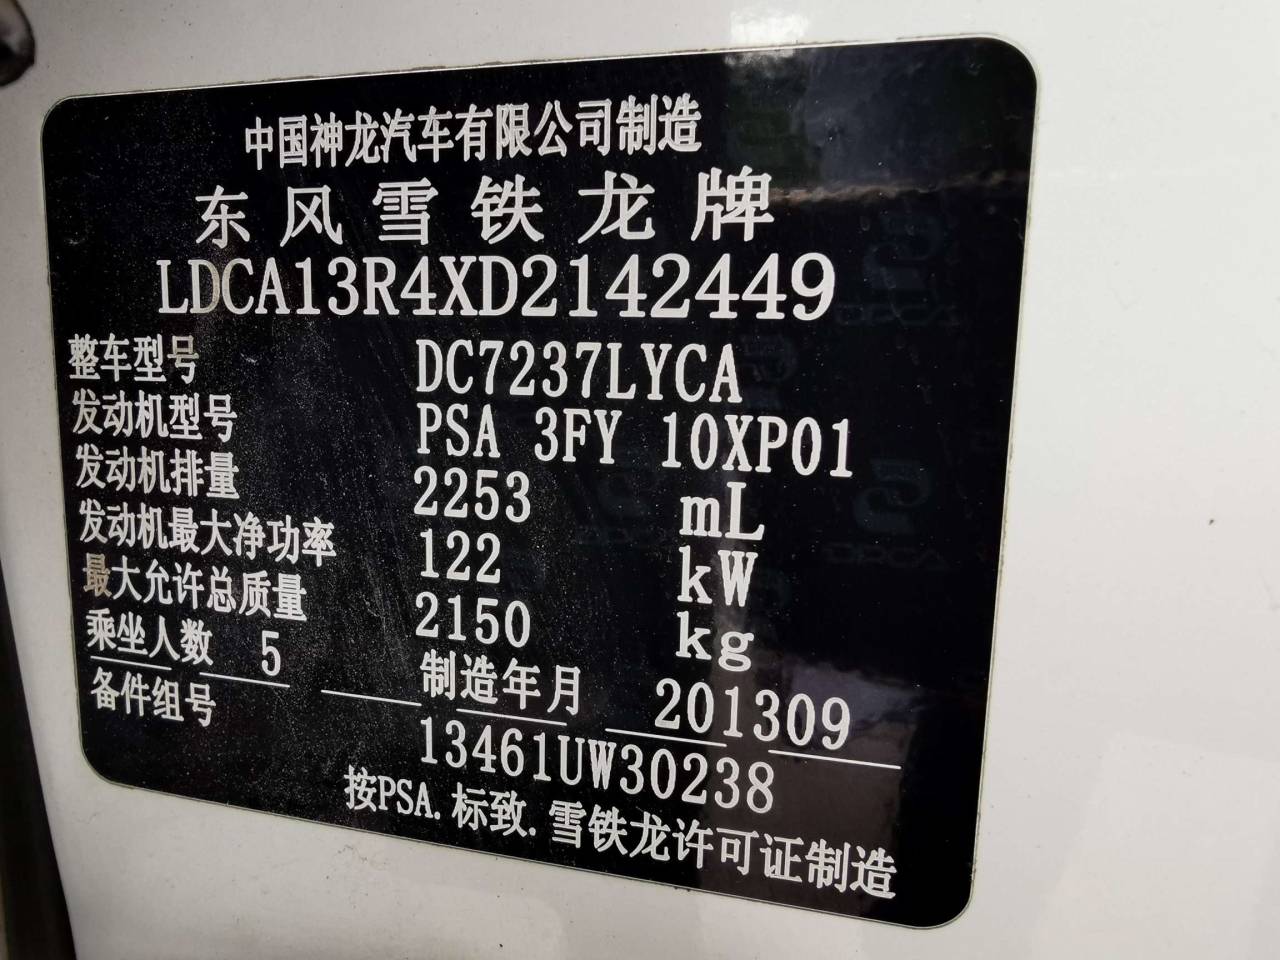 中国神龙汽车有限公司制造
东风雪铁龙牌
LDCA13R4XD2142449
整车型号 DC7237LYCA
发动机型号 PSA 3FY 10XP01
发动机排量 2253 mL
发动机最大净功率 122 kW
最大允许总质量 2150 kg
乘坐人数 5 制造年月 201309
备件组号 13461UW30238
按PSA.标致.雪铁龙许可证制造